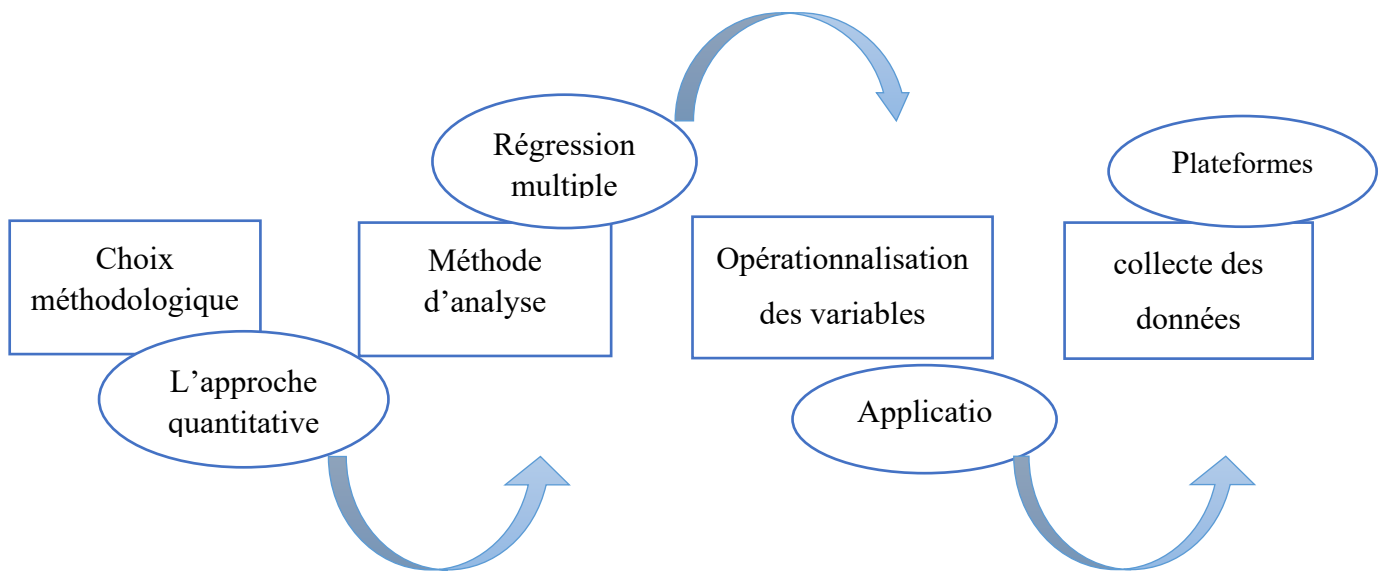 Choix
méthodologique
L’approche
quantitative
Régression
multiple
Méthode
d’analyse
Opérationnalisation
des variables
Applicatio
Plateformes
collecte des
données